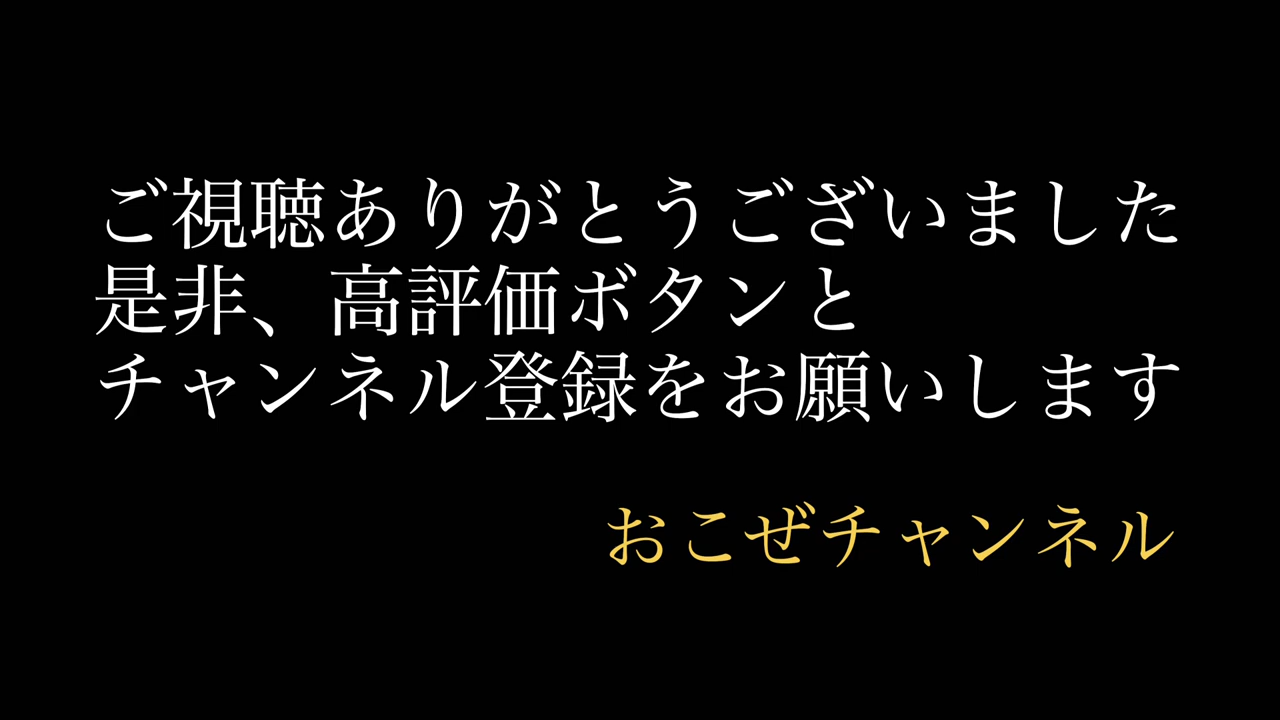 ご視聴ありがとうございました
是非、高評価ボタンと
チャンネル登録をお願いします
おこぜチャンネル